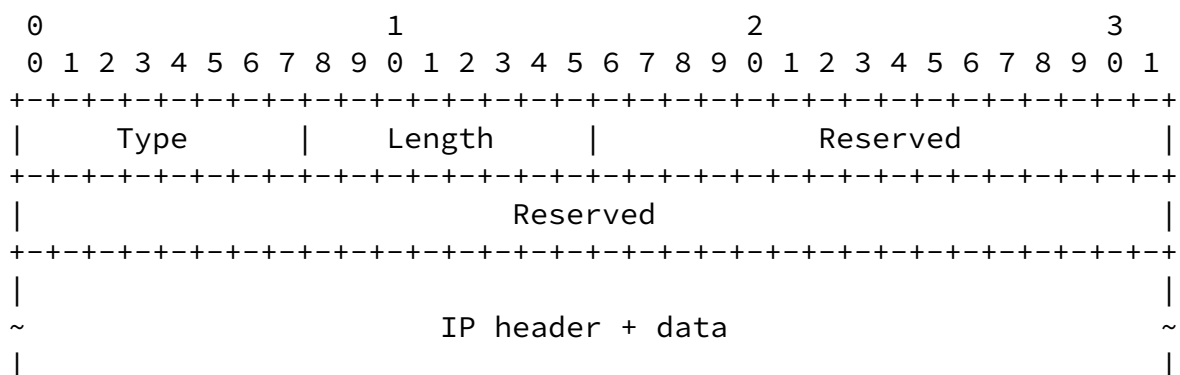 0                   1                   2                   3
 0 1 2 3 4 5 6 7 8 9 0 1 2 3 4 5 6 7 8 9 0 1 2 3 4 5 6 7 8 9 0 1
+-+-+-+-+-+-+-+-+-+-+-+-+-+-+-+-+-+-+-+-+-+-+-+-+-+-+-+-+-+-+-+-+
|     Type      |    Length     |            Reserved           |
+-+-+-+-+-+-+-+-+-+-+-+-+-+-+-+-+-+-+-+-+-+-+-+-+-+-+-+-+-+-+-+-+
|                           Reserved                            |
+-+-+-+-+-+-+-+-+-+-+-+-+-+-+-+-+-+-+-+-+-+-+-+-+-+-+-+-+-+-+-+-+
|                                                               |
~                       IP header + data                        ~
|                                                               |